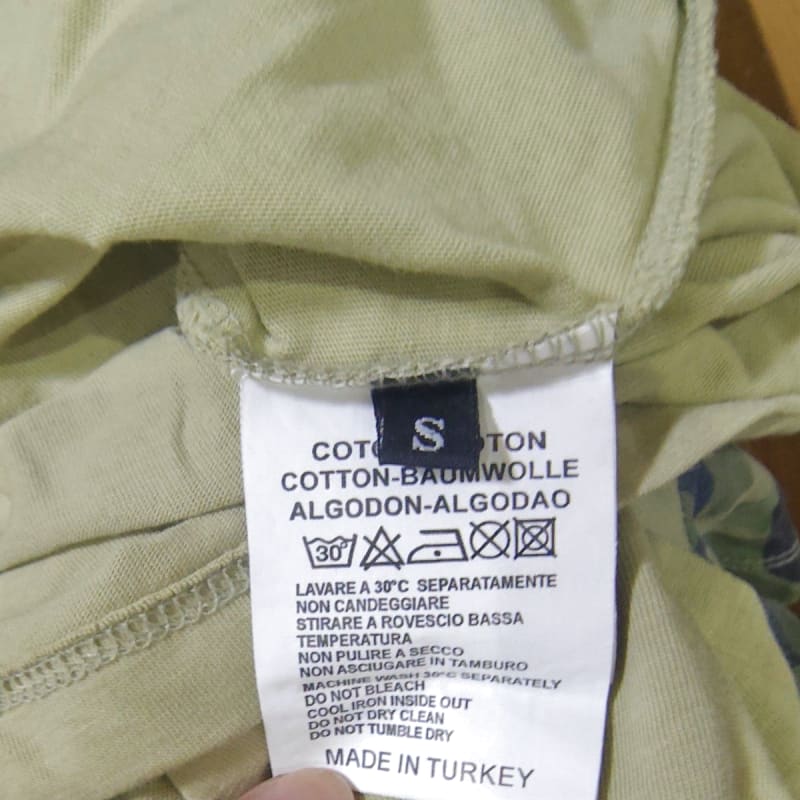 S
COTTON-BAUMWOLLE
ALGODON-ALGODAO
30°
LAVARE A 30°C SEPARATAMENTE
NON CANDEGGIARE
STIRARE A ROVESCIO BASSA
TEMPERATURA
NON PULIRE A SECCO
NON ASCIUGARE IN TAMBURO
MACHINE WASH 30°C SEPARATELY
DO NOT BLEACH
COOL IRON INSIDE OUT
DO NOT DRY CLEAN
DO NOT TUMBLE DRY
MADE IN TURKEY